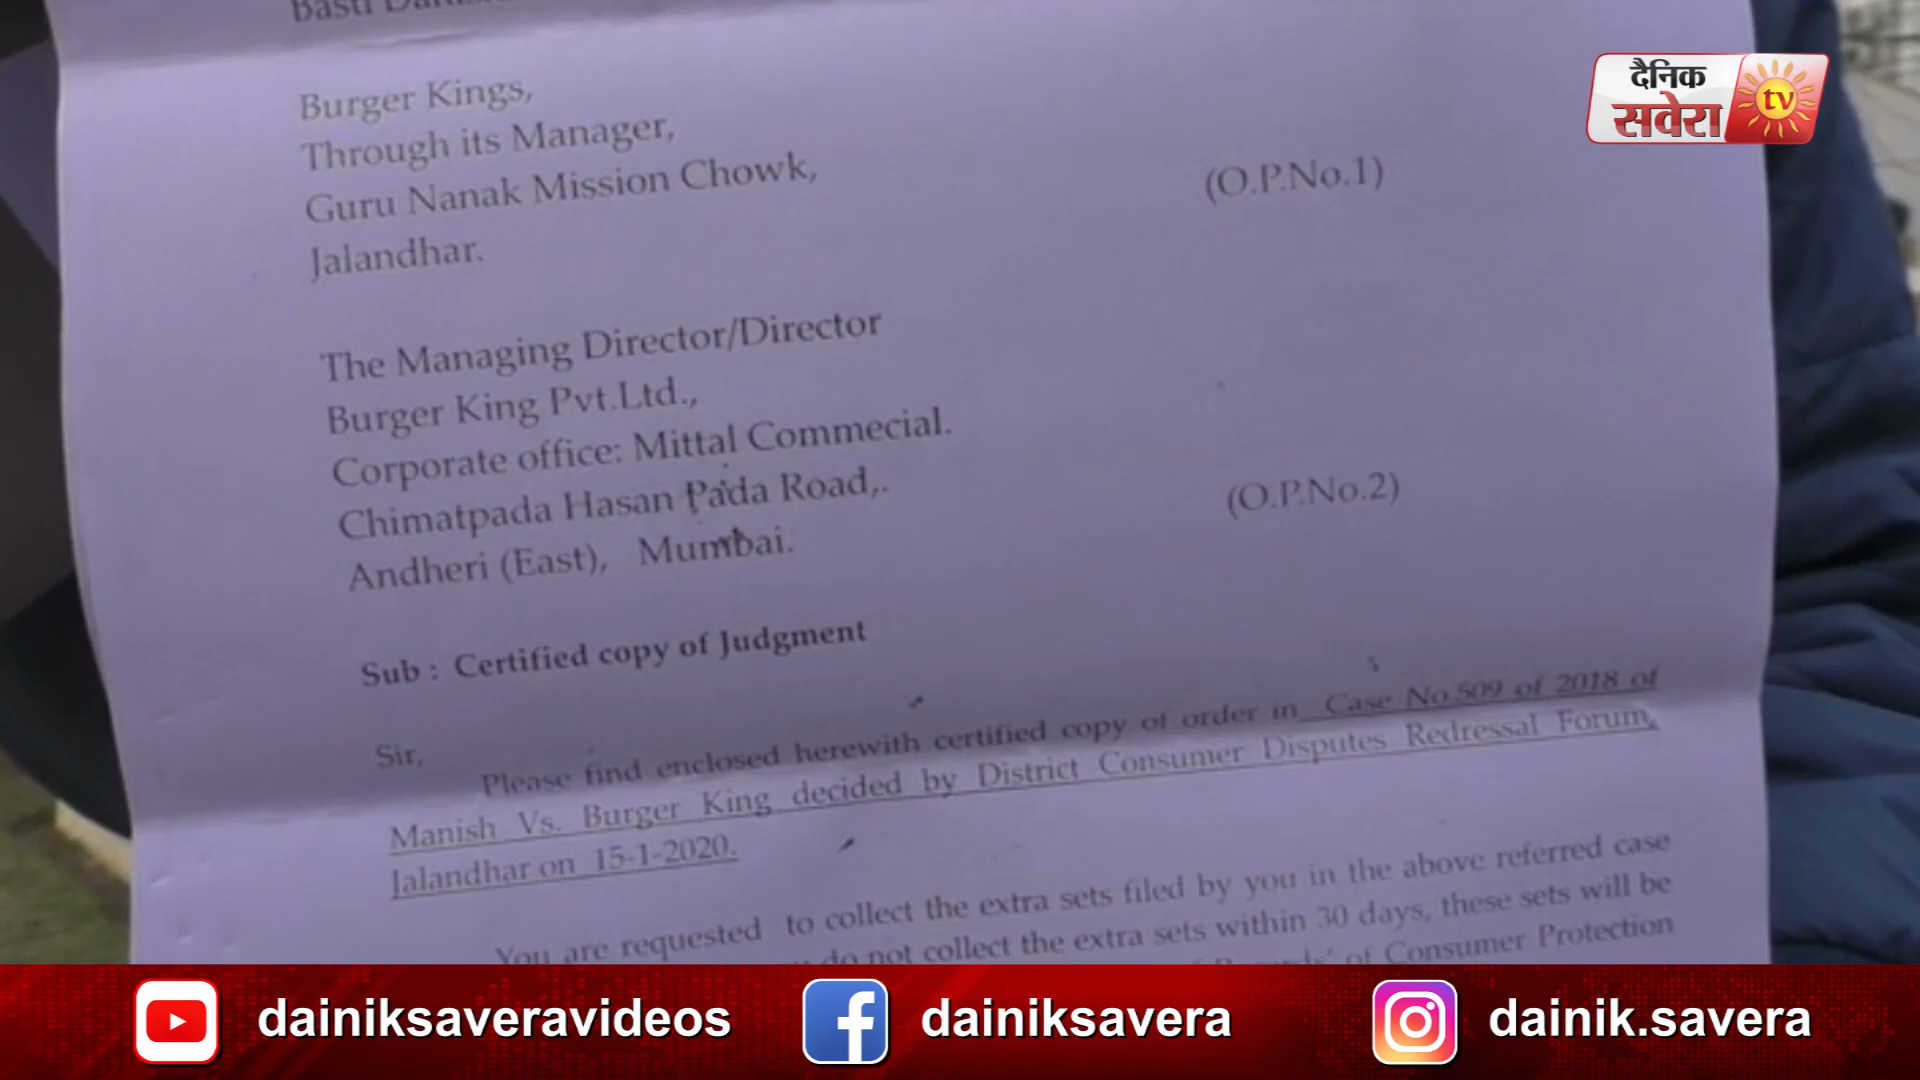 Basti
Burger Kings,
Through its Manager,
Guru Nanak Mission Chowk,
(O.P.No.1)
Jalandhar.
The Managing Director/Director
Burger King Pvt.Ltd.,
Corporate office: Mittal Commecial.
Chimatpada Hasan Pada Road,.
(O.P.No.2)
Andheri (East), Mumbai.
Sub : Certified copy of Judgment
Sir,
Please find enclosed herewith certified copy of order in Case No.509 of 2018 of
Manish Vs. Burger King decided by District Consumer Disputes Redressal Forum,
Jalandhar on 15-1-2020.
You are requested to collect the extra sets filed by you in the above referred case
do not collect the extra sets within 30 days, these sets will be
of Consumer Protection
दैनिक
सवेरा
tv
dainiksaveravideos
dainiksavera
dainik.savera